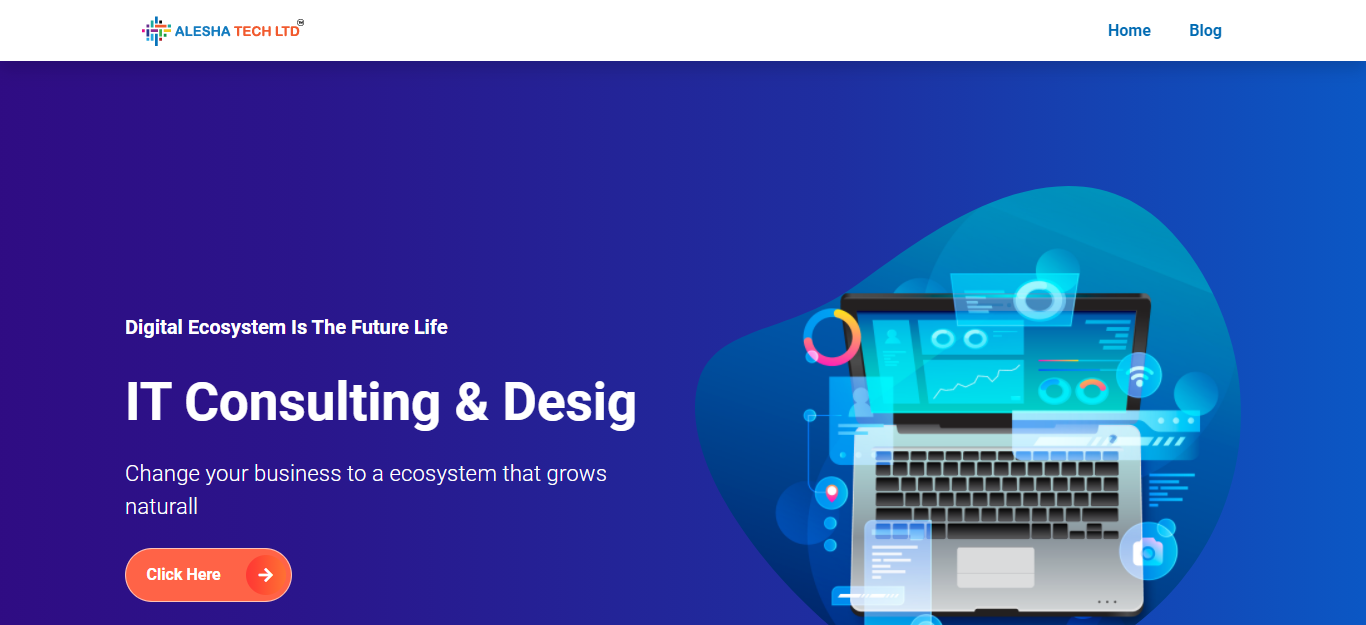 ALESHA TECH LTD
Home Blog
Digital Ecosystem Is The Future Life
IT Consulting & Desig
Change your business to a ecosystem that grows
naturall
Click Here